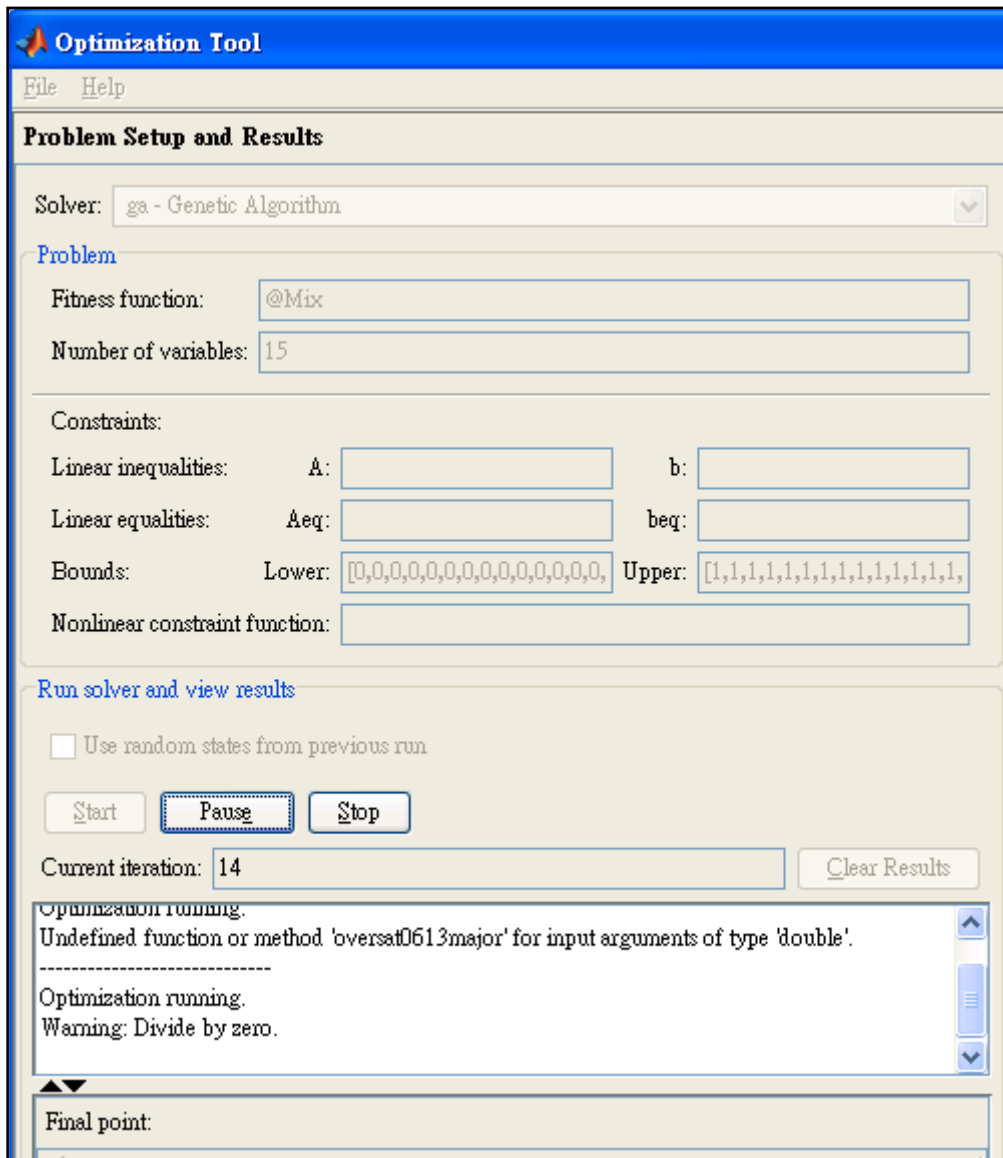 Optimization Tool
File Help
Problem Setup and Results
Solver: ga - Genetic Algorithm
Problem
Fitness function: @Mix
Number of variables: 15
Constraints:
Linear inequalities: A: b:
Linear equalities: Aeq: beq:
Bounds: Lower: [0,0,0,0,0,0,0,0,0,0,0,0,0,0, Upper: [1,1,1,1,1,1,1,1,1,1,1,1,1,1,
Nonlinear constraint function:
Run solver and view results
Use random states from previous run
Start Pause Stop
Current iteration: 14 Clear Results
Optimization running.
Undefined function or method 'oversat0613major' for input arguments of type 'double'.
-----------------------------
Optimization running.
Warning: Divide by zero.
Final point: